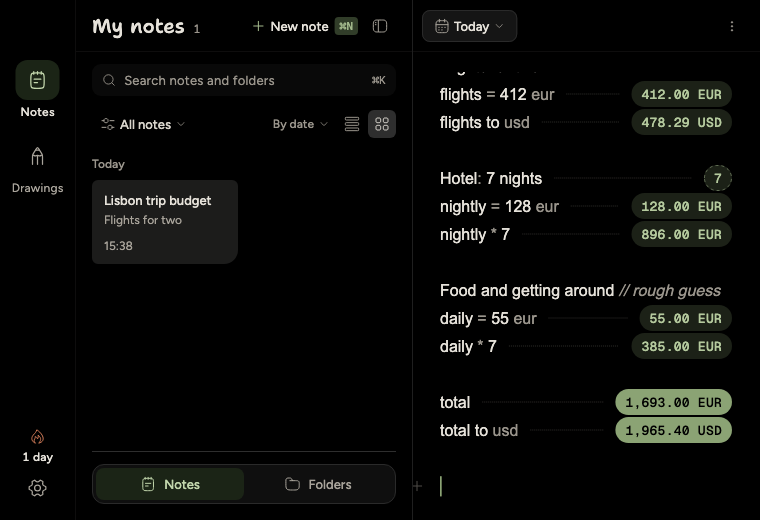 My notes 1
+ New note ⌘N
Today
Search notes and folders ⌘K
All notes
By date
Notes
Drawings
Today
Lisbon trip budget
Flights for two
15:38
1 day
Notes
Folders
flights = 412 eur 412.00 EUR
flights to usd 478.29 USD
Hotel: 7 nights 7
nightly = 128 eur 128.00 EUR
nightly * 7 896.00 EUR
Food and getting around // rough guess
daily = 55 eur 55.00 EUR
daily * 7 385.00 EUR
total 1,693.00 EUR
total to usd 1,965.40 USD
+